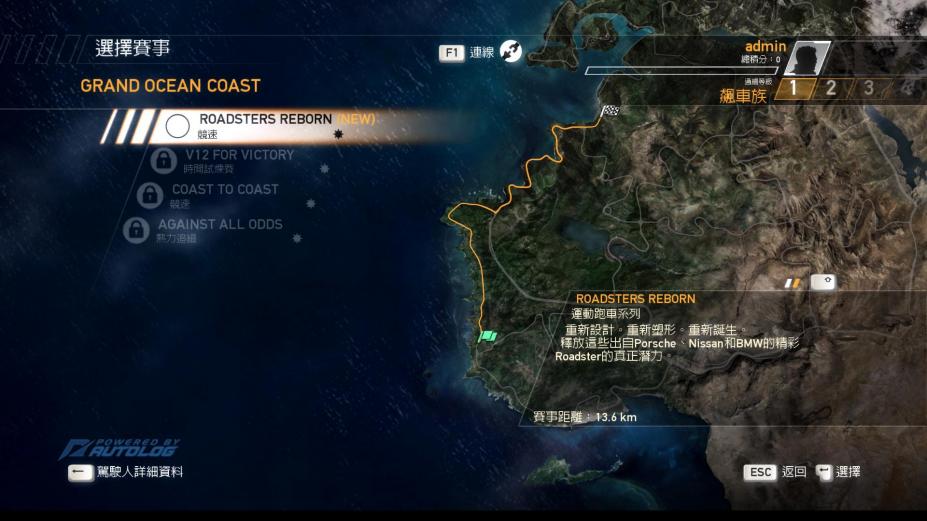 選擇賽事
F1 連線
admin
總積分：0
GRAND OCEAN COAST
飆車族
1 2 3 4
ROADSTERS REBORN (NEW)
競速
V12 FOR VICTORY
時間試煉賽
COAST TO COAST
競速
AGAINST ALL ODDS
熱力追緝
ROADSTERS REBORN
運動跑車系列
重新設計。重新塑形。重新誕生。
釋放這些出自Porsche、Nissan和BMW的精彩
Roadster的真正潛力。
賽事距離：13.6 km
POWERED BY
AUTOLOG
駕駛人詳細資料
ESC 返回 選擇